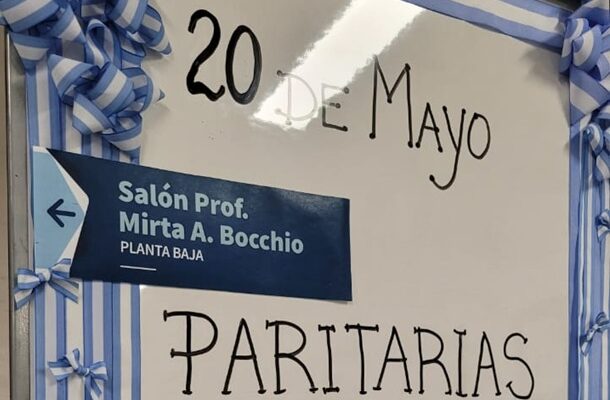 20 DE MAYO
Salón Prof.
Mirta A. Bocchio
PLANTA BAJA
PARITARIAS